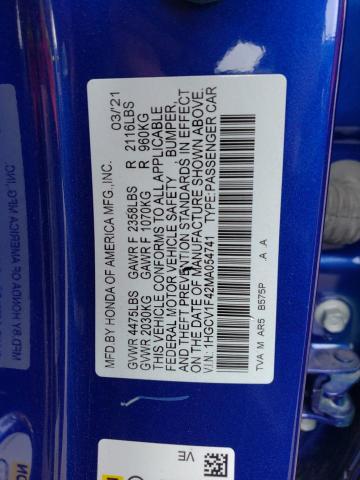 MFD.BY HONDA OF AMERICA MFG.,INC. 03/'21
GVWR 4475LBS GAWR F 2358LBS R 2116LBS
GVWR 2030KG GAWR F 1070KG R 960KG
THIS VEHICLE CONFORMS TO ALL APPLICABLE
FEDERAL MOTOR VEHICLE SAFETY BUMPER,
AND THEFT PREVENTION STANDARDS IN EFFECT
ON THE DATE OF MANUFACTURE SHOWN ABOVE.
V.I.N.:1HGCV1F42MA054741 TYPE:PASSENGER CAR
TVA M AR5 B575P .A .A
VE